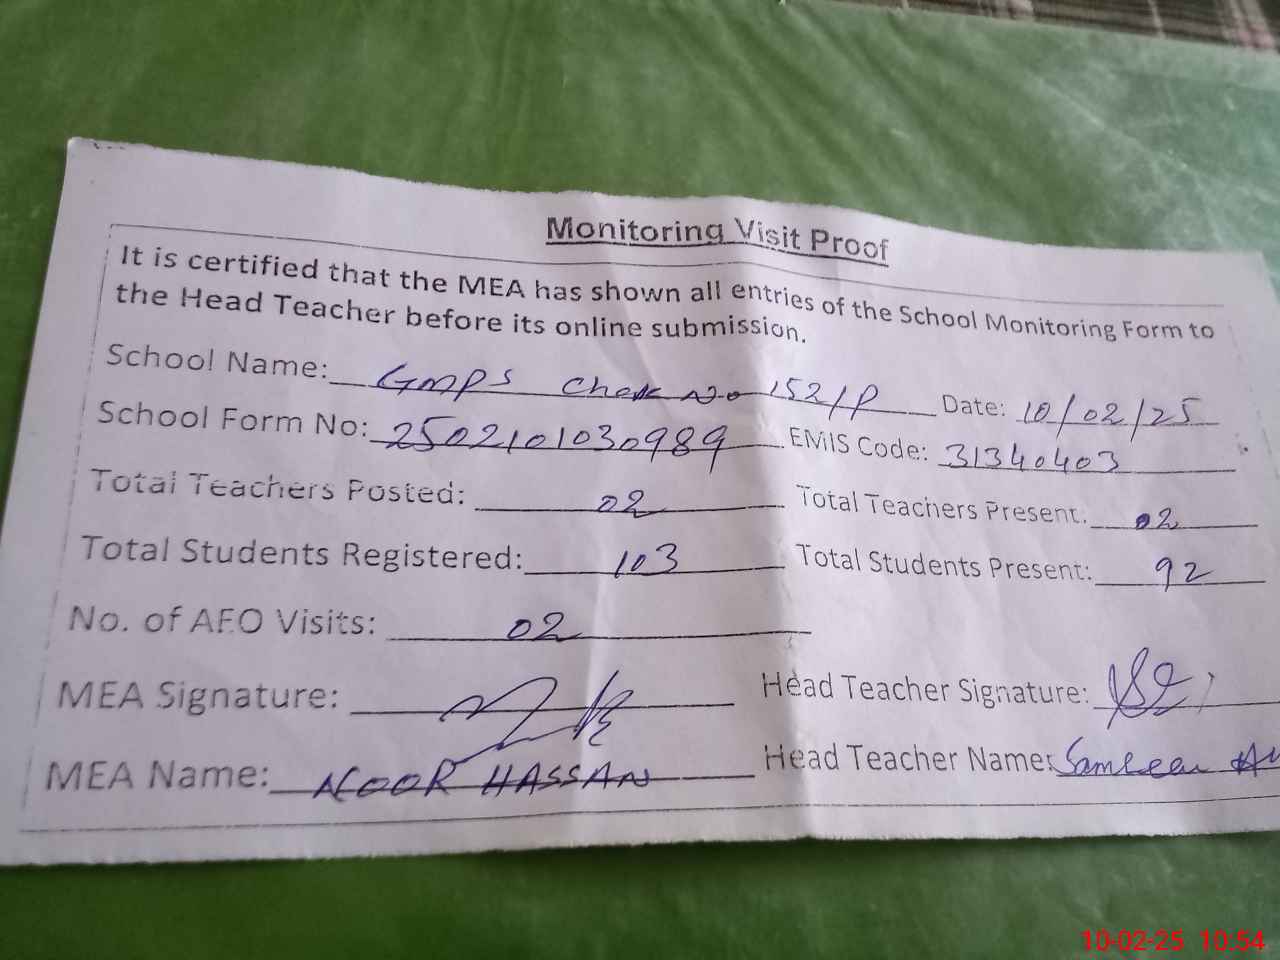 Monitoring Visit Proof
It is certified that the MEA has shown all entries of the School Monitoring Form to
the Head Teacher before its online submission.
School Name: GMPS Chak No 152/P Date: 10/02/25
School Form No: 2502101030989 EMIS Code: 31340403
Total Teachers Posted: 02 Total Teachers Present: 02
Total Students Registered: 103 Total Students Present: 92
No. of AEO Visits: 02
MEA Signature: Head Teacher Signature:
MEA Name: NOOR HASSAN Head Teacher Name:
10-02-25 10:54